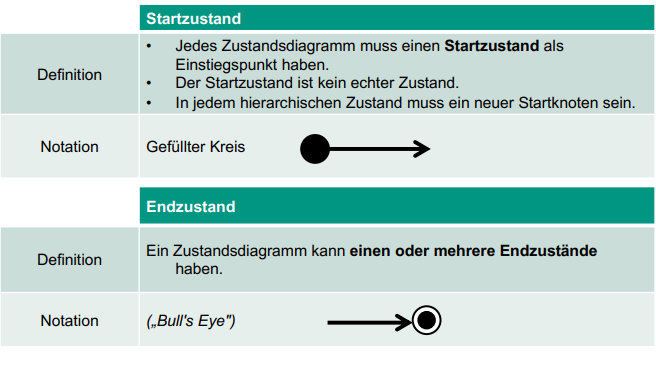 Startzustand
Definition
• Jedes Zustandsdiagramm muss einen Startzustand als
Einstiegspunkt haben.
• Der Startzustand ist kein echter Zustand.
• In jedem hierarchischen Zustand muss ein neuer Startknoten sein.
Notation
Gefüllter Kreis
Endzustand
Definition
Ein Zustandsdiagramm kann einen oder mehrere Endzustände
haben.
Notation
(„Bull's Eye")